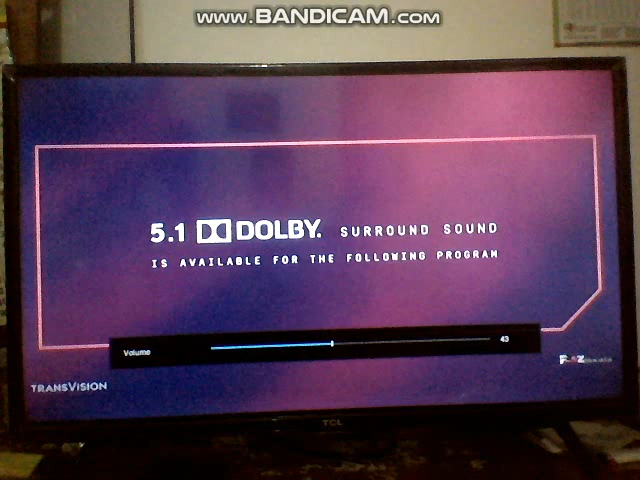 www.BANDICAM.com
5.1 DOLBY. SURROUND SOUND
IS AVAILABLE FOR THE FOLLOWING PROGRAM
Volume 43
TRANSVISION
TCL